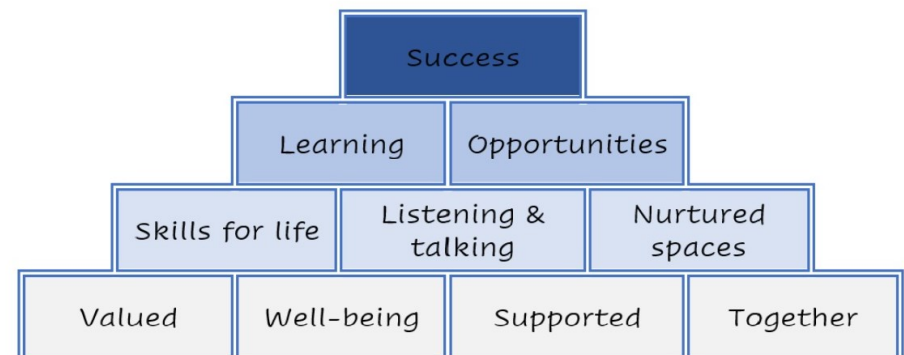 Success
Learning Opportunities
Skills for life
Listening &
talking
Nurtured
spaces
Valued Well-being Supported Together